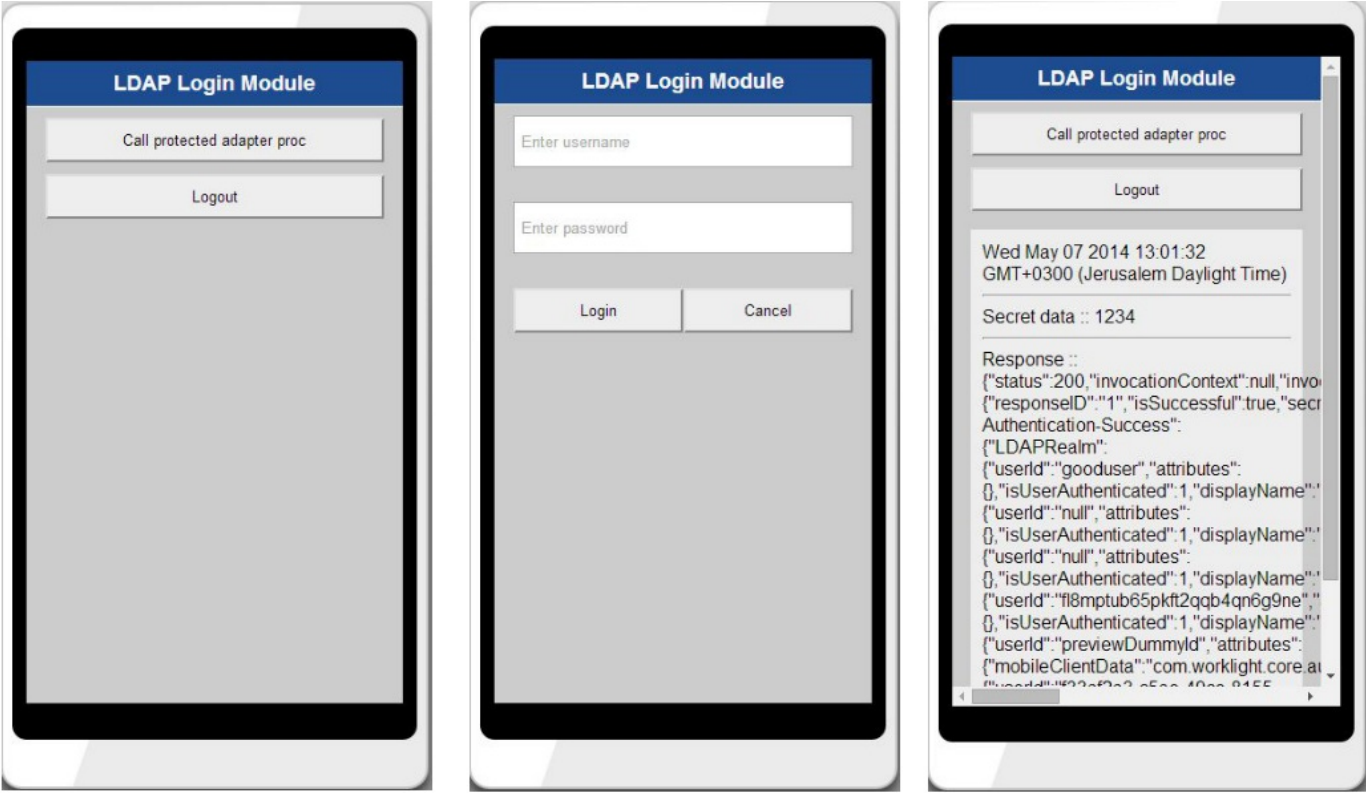 LDAP Login Module
Call protected adapter proc
Logout
LDAP Login Module
Enter username
Enter password
Login
Cancel
LDAP Login Module
Call protected adapter proc
Logout
Wed May 07 2014 13:01:32
GMT+0300 (Jerusalem Daylight Time)
Secret data :: 1234
Response ::
{"status":200,"invocationContext":null,"invo
{"responseID":"1","isSuccessful":true,"secr
Authentication-Success":
{"LDAPRealm":
{"userId":"gooduser","attributes":
{},"isUserAuthenticated":1,"displayName":"
{"userId":"null","attributes":
{},"isUserAuthenticated":1,"displayName":"
{"userId":"null","attributes":
{},"isUserAuthenticated":1,"displayName":"
{"userId":"fl8mptub65pkft2qqb4qn6g9ne","
{},"isUserAuthenticated":1,"displayName":"
{"userId":"previewDummyId","attributes":
{"mobileClientData":"com.worklight.core.au